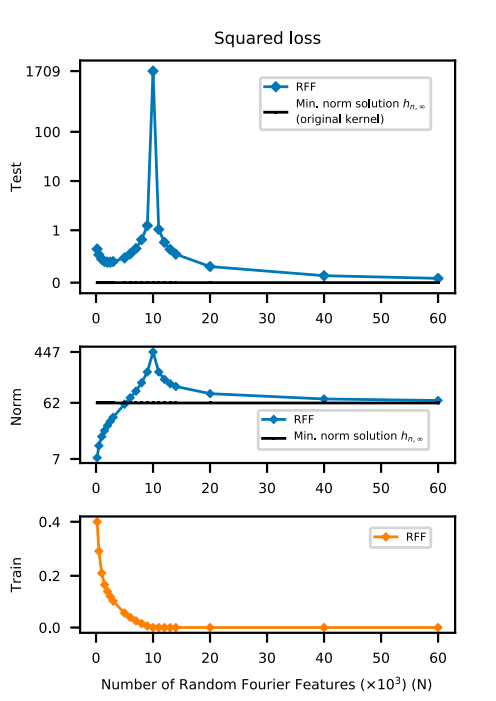 Squared loss
1709
100
10
1
0
Test
RFF
Min. norm solution hₙ,∞
(original kernel)
0 10 20 30 40 50 60
447
62
7
Norm
RFF
Min. norm solution hₙ,∞
0 10 20 30 40 50 60
0.4
0.2
0.0
Train
RFF
0 10 20 30 40 50 60
Number of Random Fourier Features (×10³) (N)